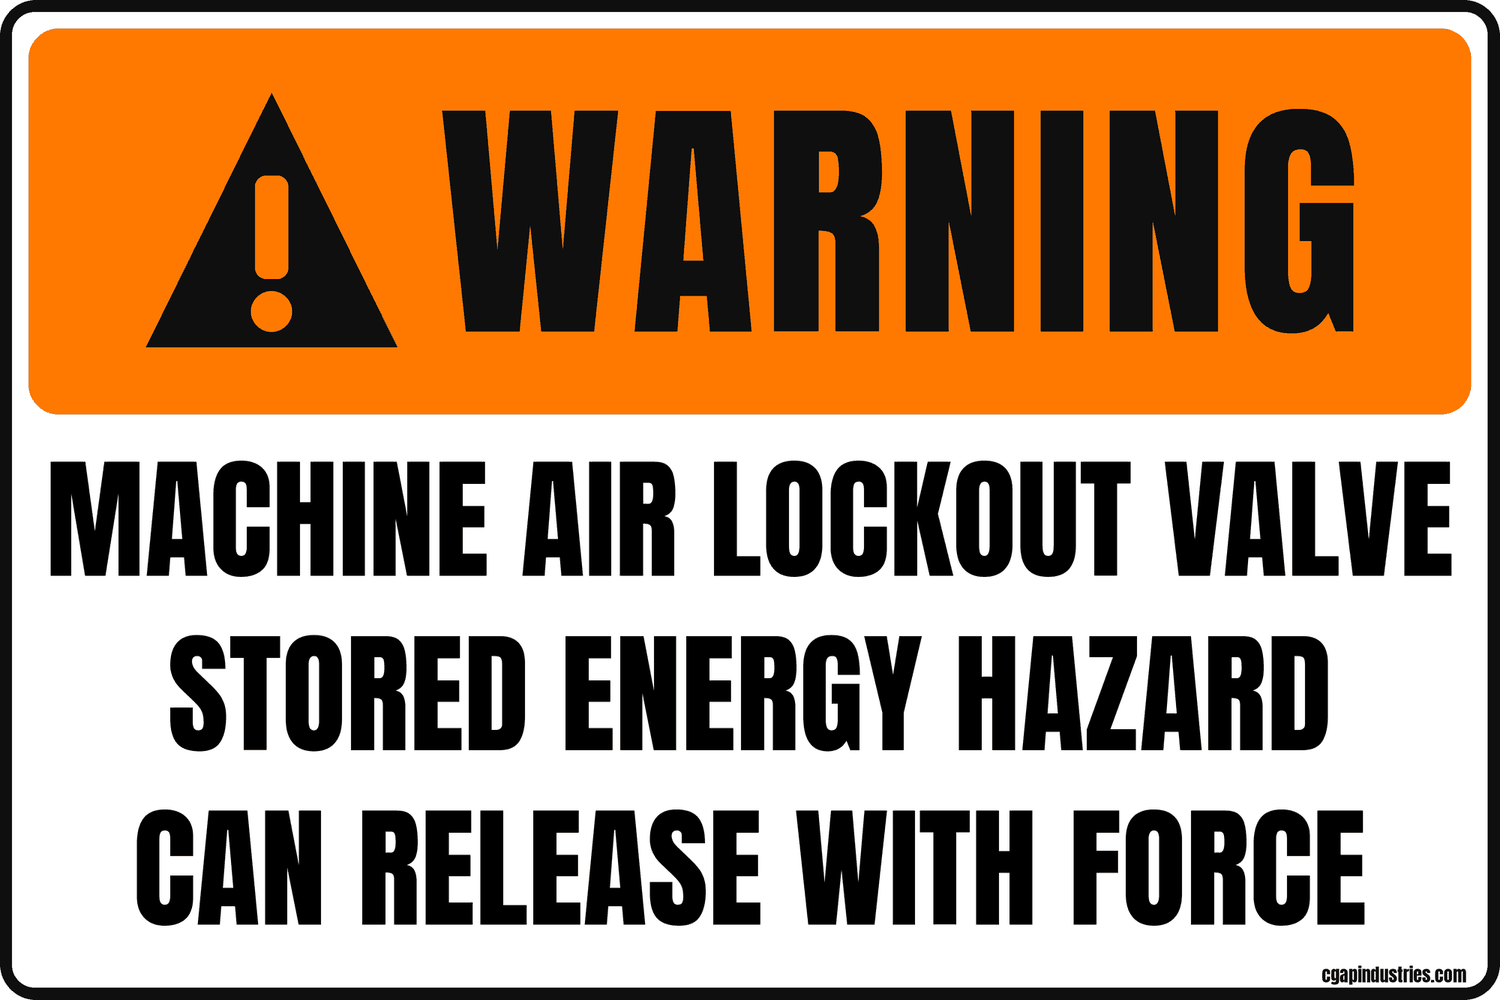 WARNING
MACHINE AIR LOCKOUT VALVE
STORED ENERGY HAZARD
CAN RELEASE WITH FORCE
cgapindustries.com